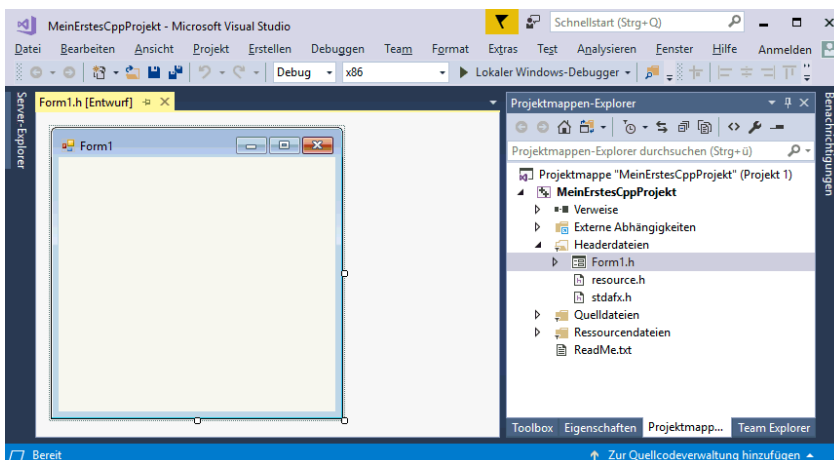 MeinErstesCppProjekt - Microsoft Visual Studio
Schnellstart (Strg+Q)
Datei Bearbeiten Ansicht Projekt Erstellen Debuggen Team Format Extras Test Analysieren Fenster Hilfe Anmelden
Debug x86 Lokaler Windows-Debugger
Server-Explorer
Form1.h [Entwurf]
Form1
Projektmappen-Explorer
Projektmappen-Explorer durchsuchen (Strg+ü)
Projektmappe "MeinErstesCppProjekt" (Projekt 1)
MeinErstesCppProjekt
Verweise
Externe Abhängigkeiten
Headerdateien
Form1.h
resource.h
stdafx.h
Quelldateien
Ressourcendateien
ReadMe.txt
Toolbox Eigenschaften Projektmapp... Team Explorer
Benachrichtigungen
Bereit
Zur Quellcodeverwaltung hinzufügen